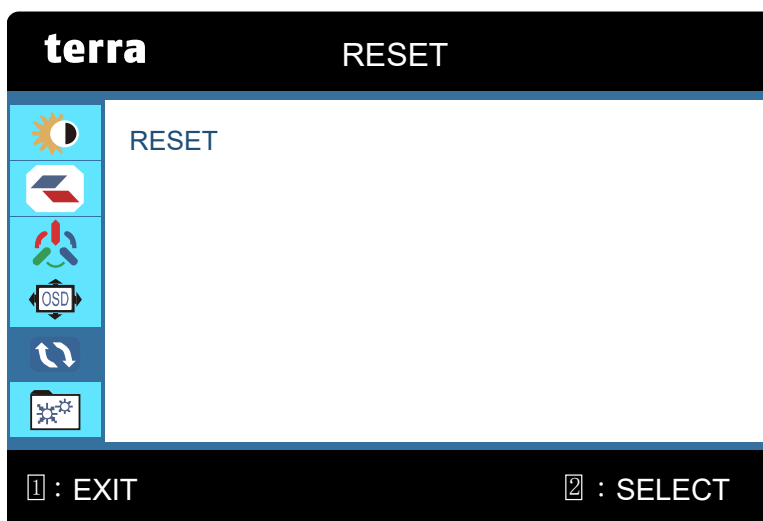 terra
RESET
RESET
OSD
1 : EXIT
2 : SELECT